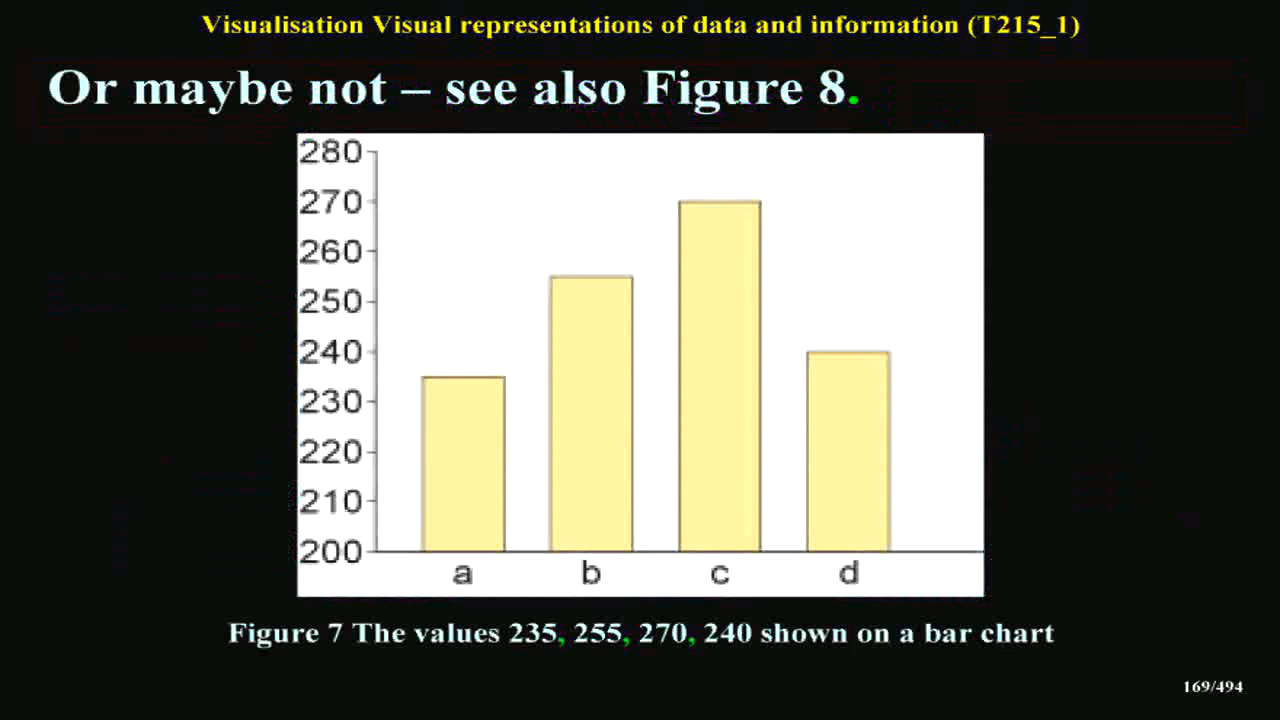 Visualisation Visual representations of data and information (T215_1)
Or maybe not – see also Figure 8.
280
270
260
250
240
230
220
210
200
a b c d
Figure 7 The values 235, 255, 270, 240 shown on a bar chart
169/494